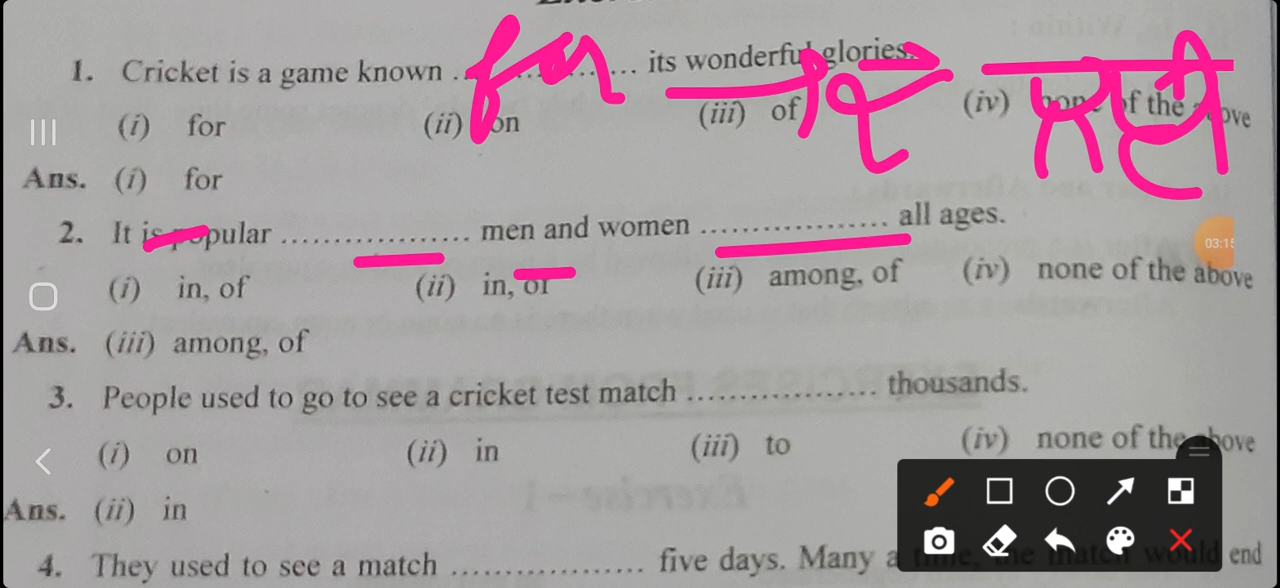 1. Cricket is a game known ................. its wonderful glories.
for
(i) for (ii) on (iii) of (iv) none of the above
Ans. (i) for
2. It is popular ................. men and women ................. all ages.
(i) in, of (ii) in, or (iii) among, of (iv) none of the above
Ans. (iii) among, of
3. People used to go to see a cricket test match ................. thousands.
(i) on (ii) in (iii) to (iv) none of the above
Ans. (ii) in
03:15
4. They used to see a match ................. five days. Many a time, the match would end